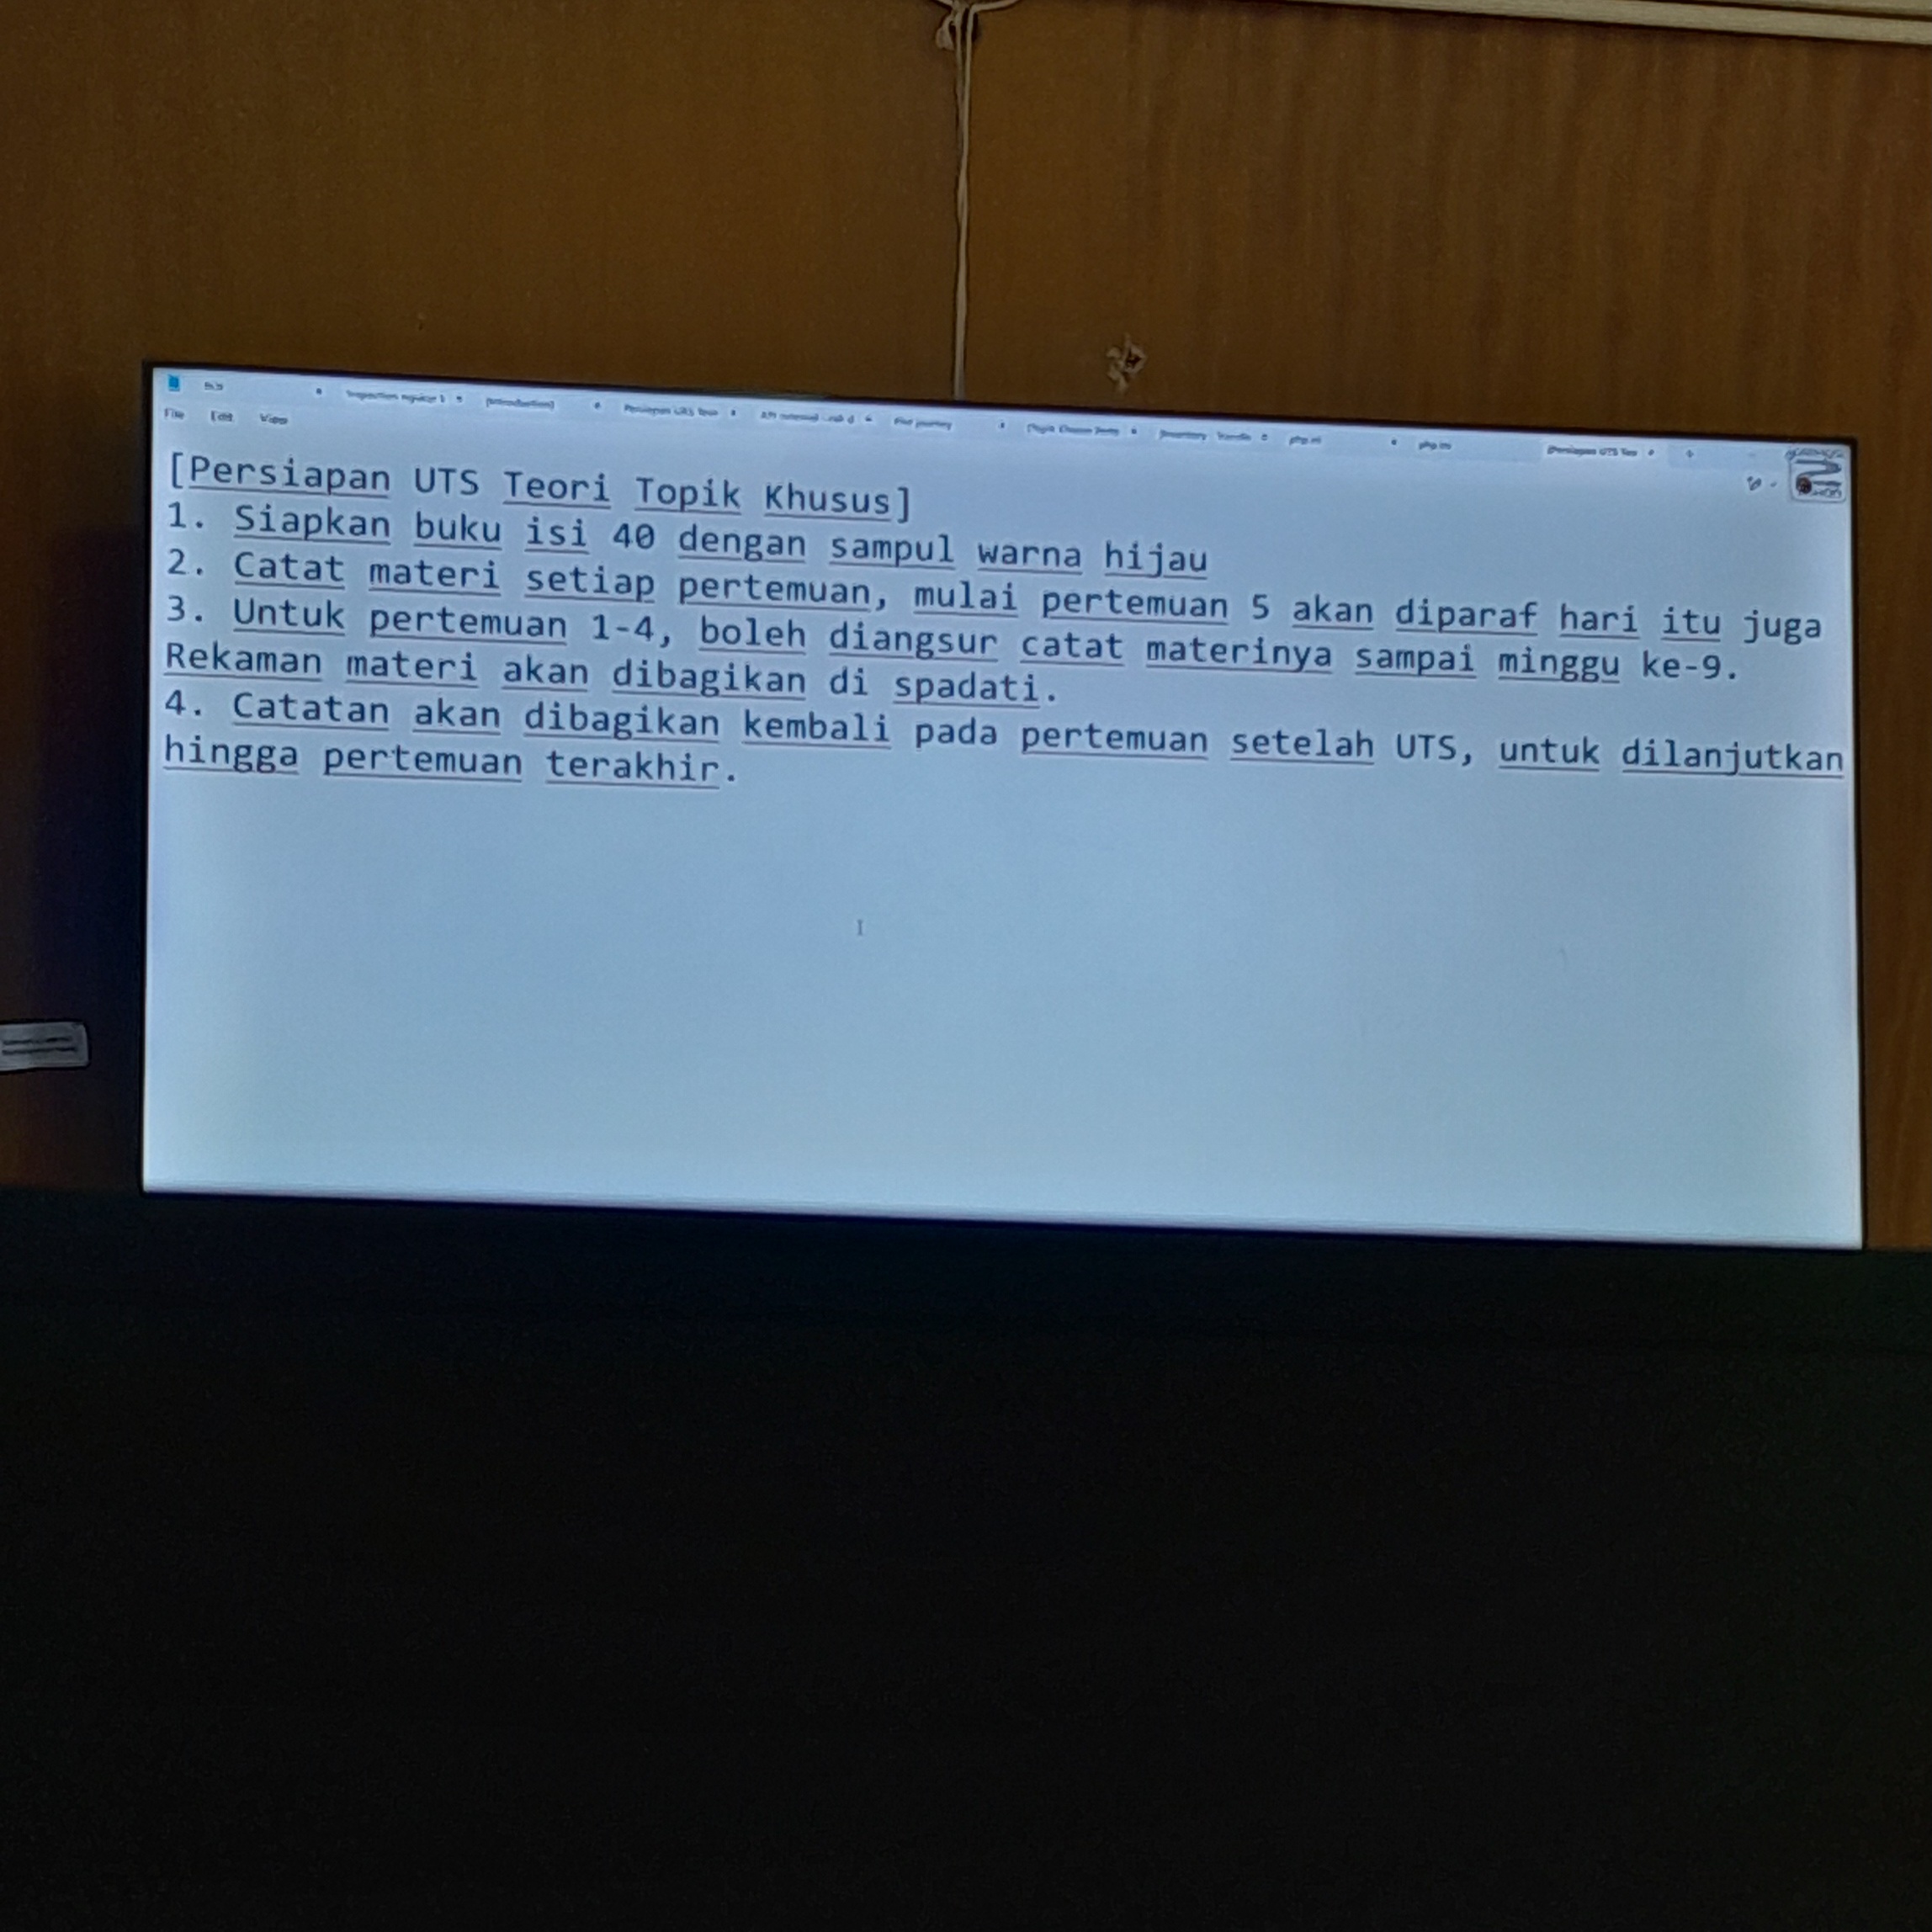 File Edit View
[Persiapan UTS Teori Topik Khusus]
1. Siapkan buku isi 40 dengan sampul warna hijau
2. Catat materi setiap pertemuan, mulai pertemuan 5 akan diparaf hari itu juga
3. Untuk pertemuan 1-4, boleh diangsur catat materinya sampai minggu ke-9.
Rekaman materi akan dibagikan di spadati.
4. Catatan akan dibagikan kembali pada pertemuan setelah UTS, untuk dilanjutkan
hingga pertemuan terakhir.